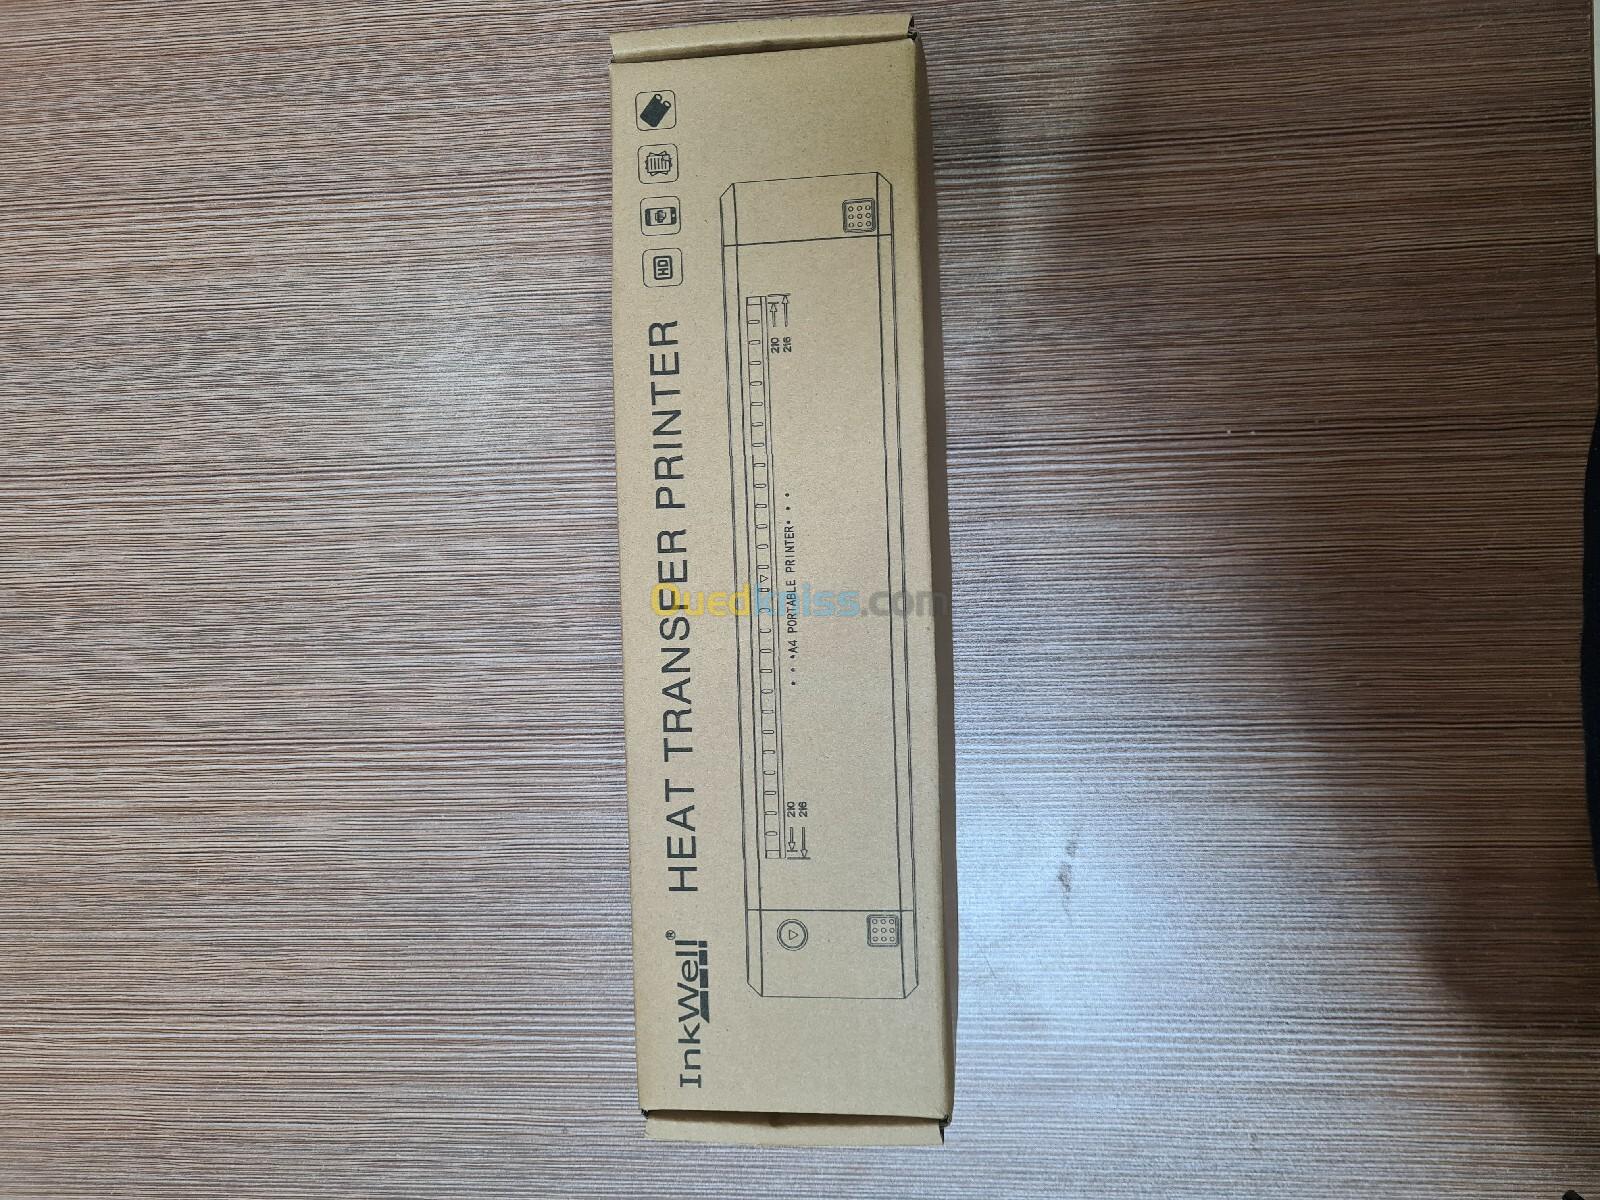 InkWell® HEAT TRANSFER PRINTER HD
210 210
216 216
•••A4 PORTABLE PRINTER•••
Ouedkniss.com